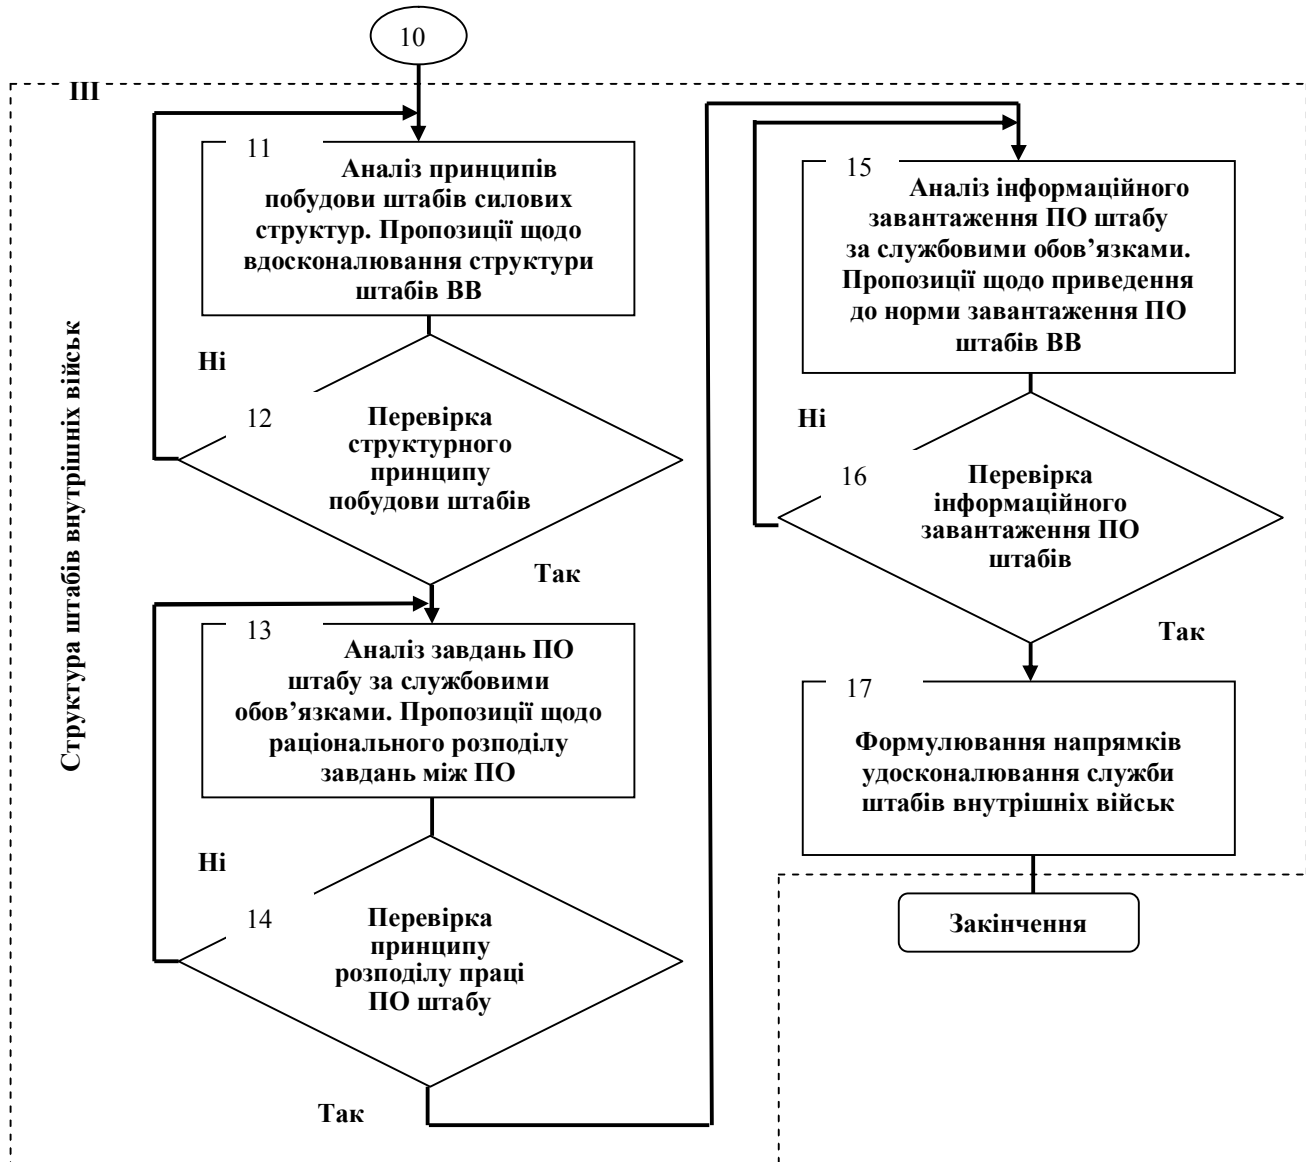 10
III
Структура штабів внутрішніх військ
11
Аналіз принципів
побудови штабів силових
структур. Пропозиції щодо
вдосконалювання структури
штабів ВВ
Ні
12
Перевірка
структурного
принципу
побудови штабів
Так
13
Аналіз завдань ПО
штабу за службовими
обов’язками. Пропозиції щодо
раціонального розподілу
завдань між ПО
Ні
14
Перевірка
принципу
розподілу праці
ПО штабу
Так
15
Аналіз інформаційного
завантаження ПО штабу
за службовими обов’язками.
Пропозиції щодо приведення
до норми завантаження ПО
штабів ВВ
Ні
16
Перевірка
інформаційного
завантаження ПО
штабів
Так
17
Формулювання напрямків
удосконалювання служби
штабів внутрішніх військ
Закінчення